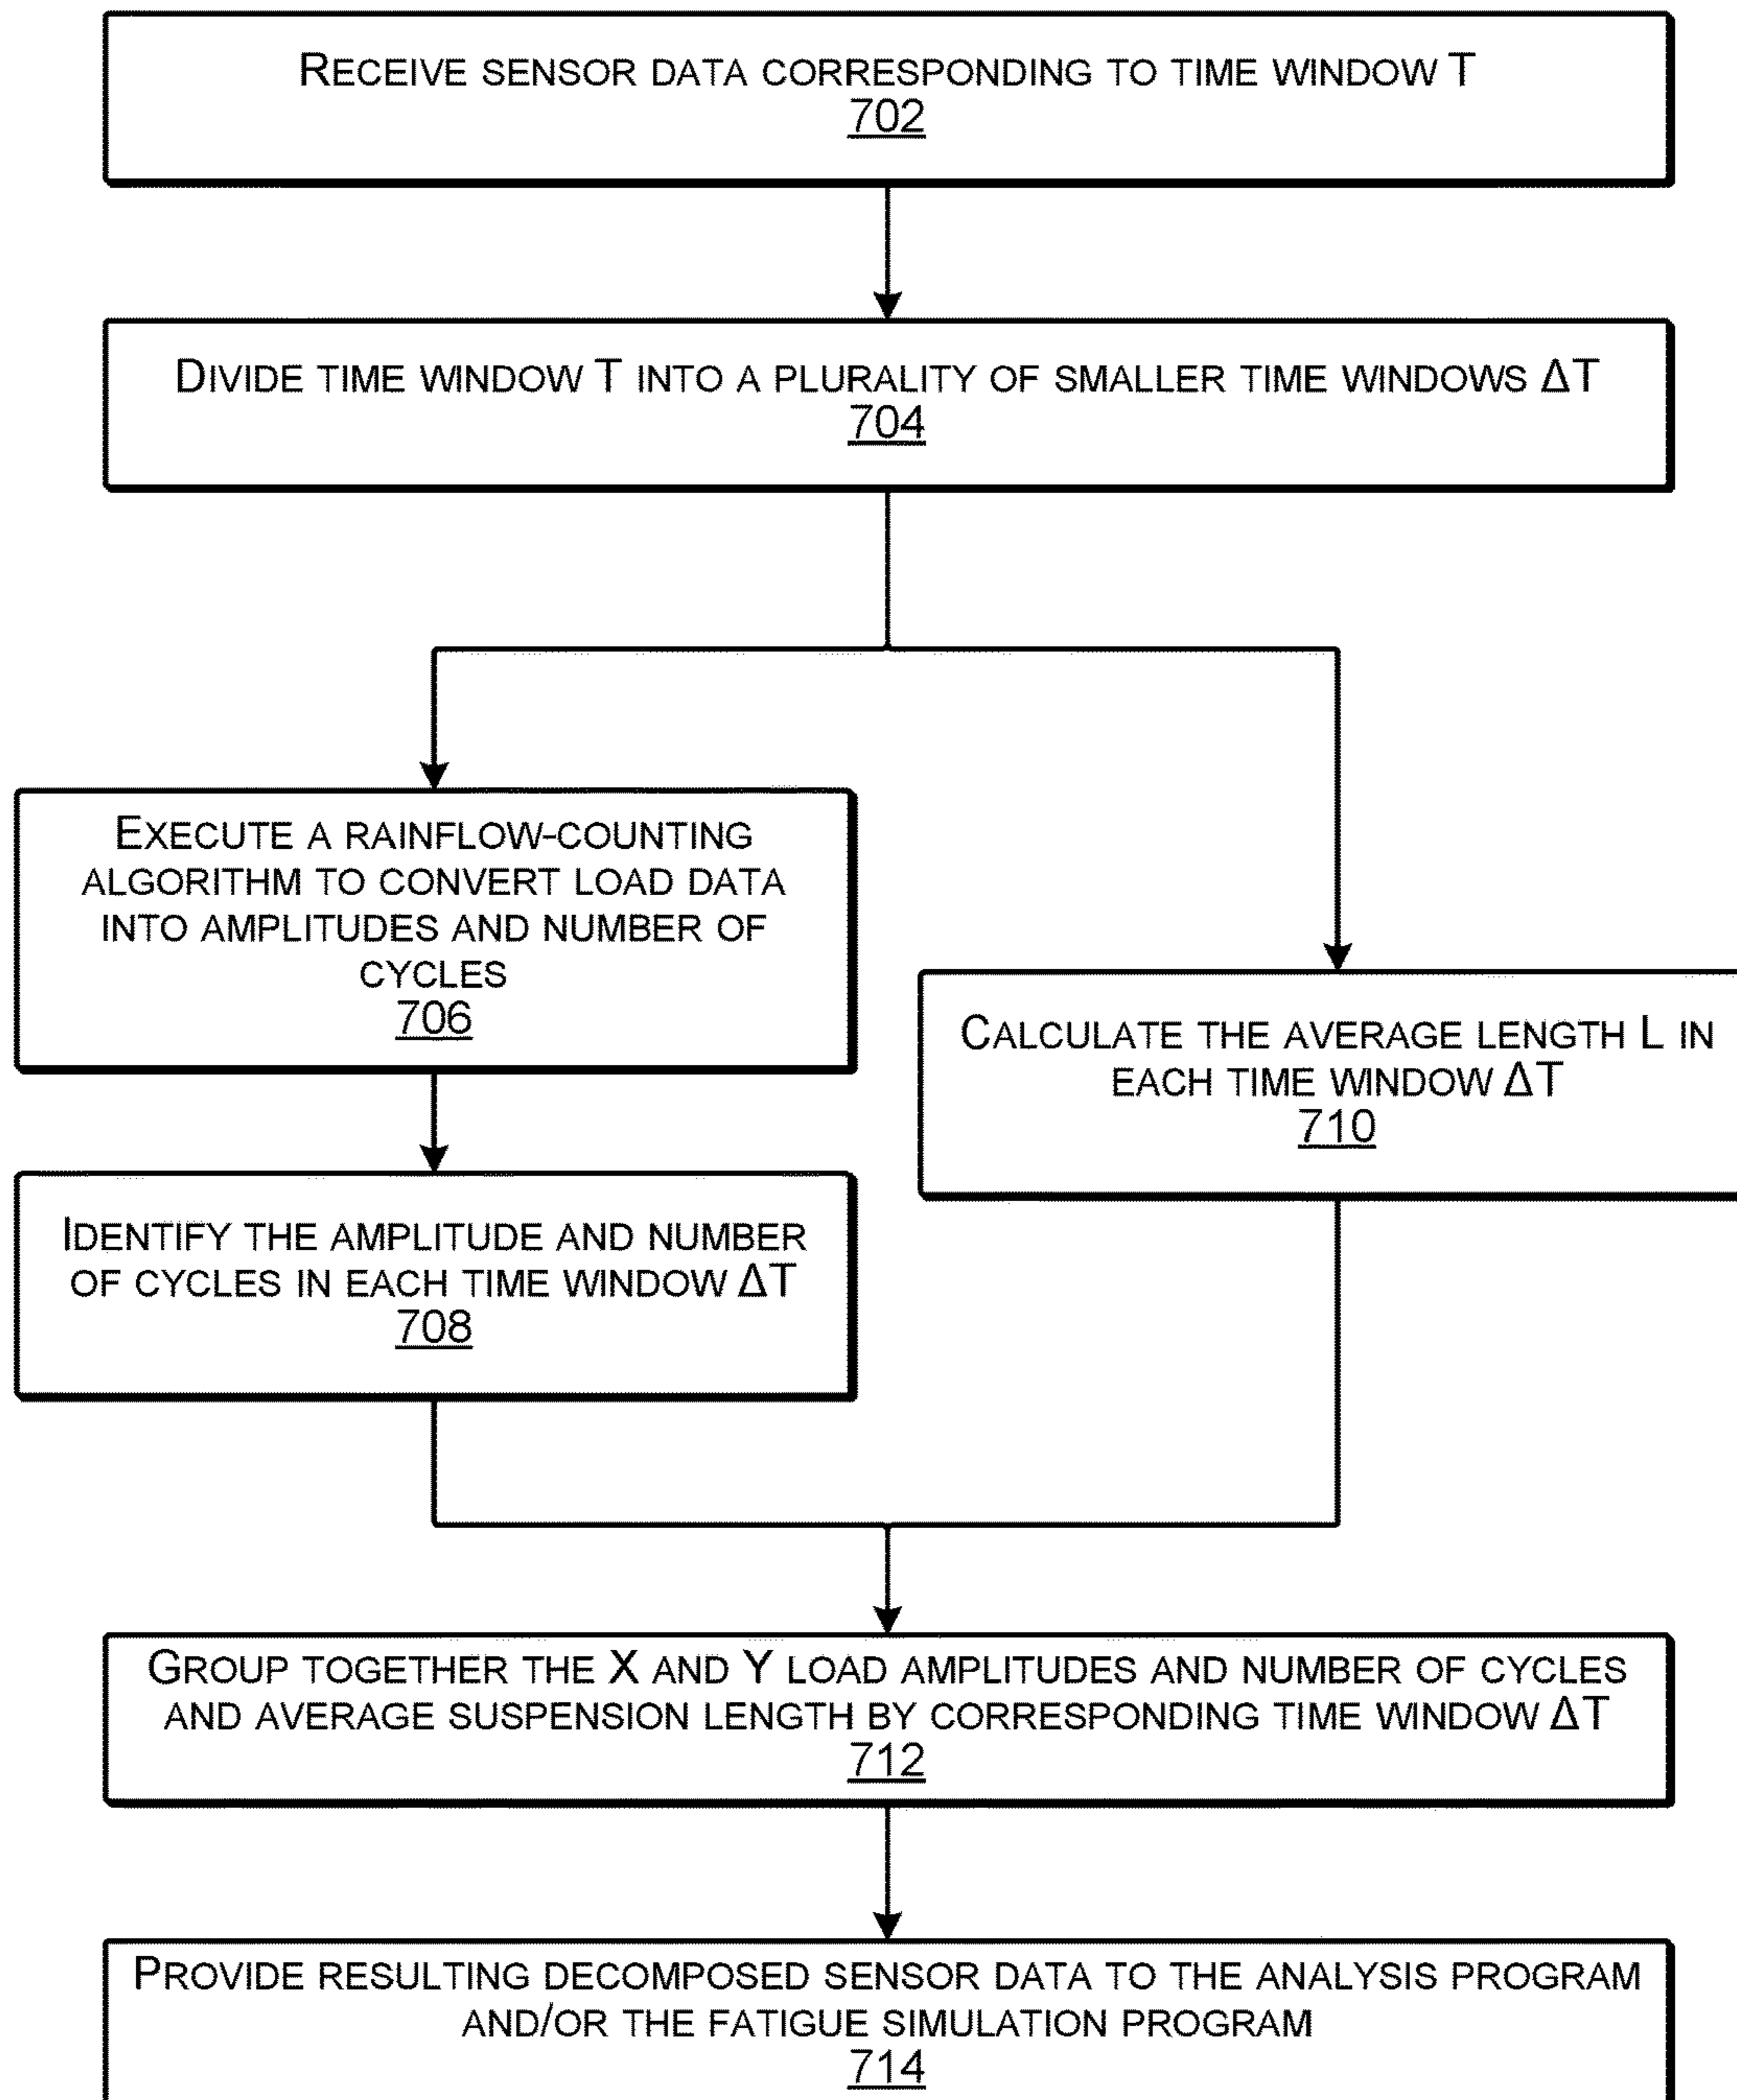 RECEIVE SENSOR DATA CORRESPONDING TO TIME WINDOW T
702
DIVIDE TIME WINDOW T INTO A PLURALITY OF SMALLER TIME WINDOWS ΔT
704
EXECUTE A RAINFLOW-COUNTING
ALGORITHM TO CONVERT LOAD DATA
INTO AMPLITUDES AND NUMBER OF
CYCLES
706
IDENTIFY THE AMPLITUDE AND NUMBER
OF CYCLES IN EACH TIME WINDOW ΔT
708
CALCULATE THE AVERAGE LENGTH L IN
EACH TIME WINDOW ΔT
710
GROUP TOGETHER THE X AND Y LOAD AMPLITUDES AND NUMBER OF CYCLES
AND AVERAGE SUSPENSION LENGTH BY CORRESPONDING TIME WINDOW ΔT
712
PROVIDE RESULTING DECOMPOSED SENSOR DATA TO THE ANALYSIS PROGRAM
AND/OR THE FATIGUE SIMULATION PROGRAM
714